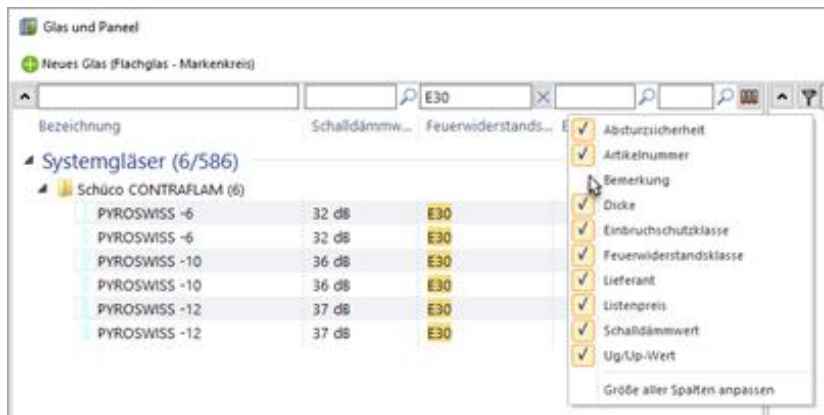 Glas und Paneel
Neues Glas (Flachglas - Markenkreis)
E30
Bezeichnung Schalldämmw... Feuerwiderstands... E
Systemgläser (6/586)
Schüco CONTRAFLAM (6)
PYROSWISS -6 32 dB E30
PYROSWISS -6 32 dB E30
PYROSWISS -10 36 dB E30
PYROSWISS -10 36 dB E30
PYROSWISS -12 37 dB E30
PYROSWISS -12 37 dB E30
Absturzsicherheit
Artikelnummer
Bemerkung
Dicke
Einbruchschutzklasse
Feuerwiderstandsklasse
Lieferant
Listenpreis
Schalldämmwert
Ug/Up-Wert
Größe aller Spalten anpassen